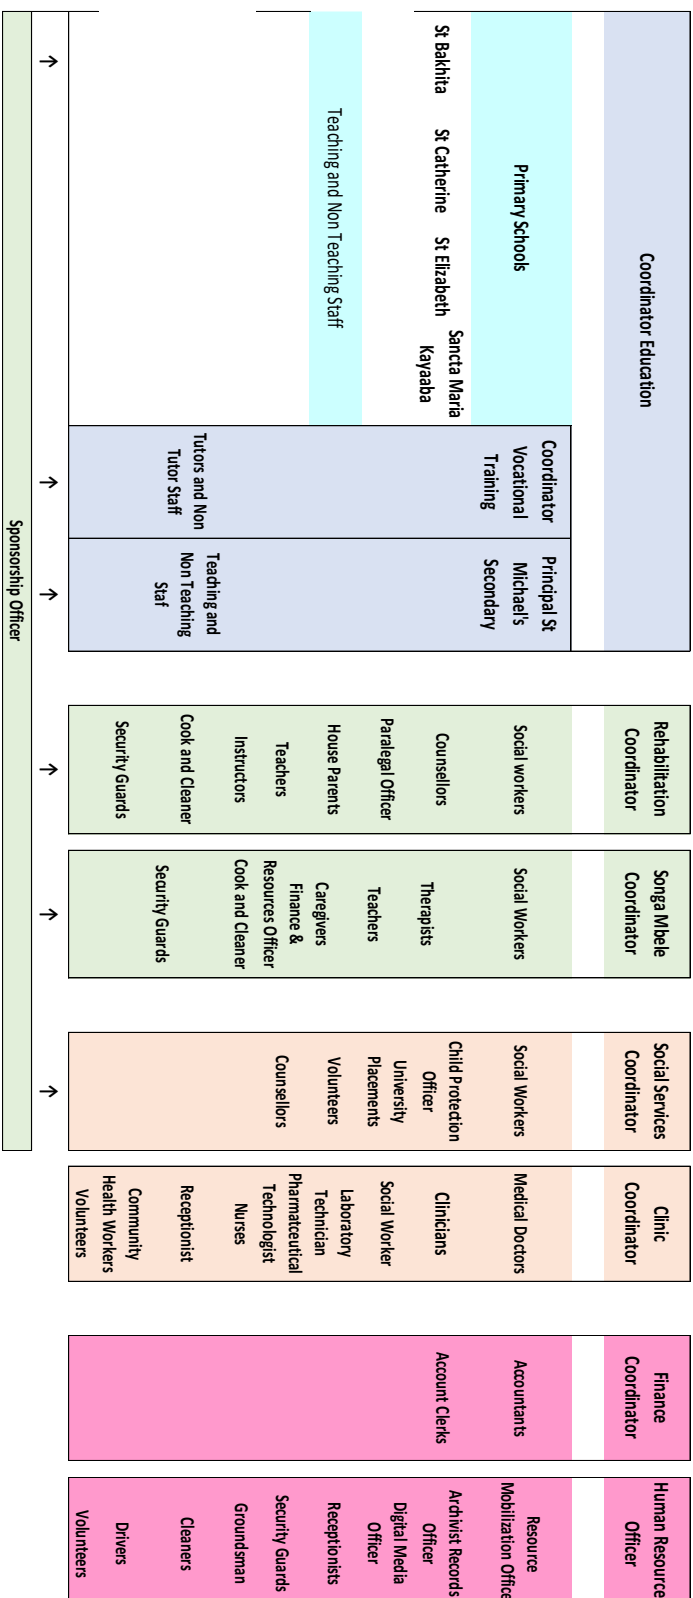 Coordinator Education
Primary Schools
St Bakhita
St Catherine
St Elizabeth
Sancta Maria
Kayaaba
Teaching and Non Teaching Staff
Coordinator
Vocational
Training
Tutors and Non
Tutor Staff
Principal St
Michael's
Secondary
Teaching and
Non Teaching
Staf
Rehabilitation
Coordinator
Social workers
Counsellors
Paralegal Officer
House Parents
Teachers
Instructors
Cook and Cleaner
Security Guards
Songa Mbele
Coordinator
Social Workers
Therapists
Teachers
Caregivers
Finance &
Resources Officer
Cook and Cleaner
Security Guards
Social Services
Coordinator
Social Workers
Child Protection
Officer
University
Placements
Volunteers
Counsellors
Clinic
Coordinator
Medical Doctors
Clinicians
Social Worker
Laboratory
Technician
Pharmatceutical
Technologist
Nurses
Receptionist
Community
Health Workers
Volunteers
Finance
Coordinator
Accountants
Account Clerks
Human Resource
Officer
Resource
Mobilization Office
Archivist Records
Officer
Digital Media
Officer
Receptionists
Security Guards
Groundsman
Cleaners
Drivers
Volunteers
Sponsorship Officer